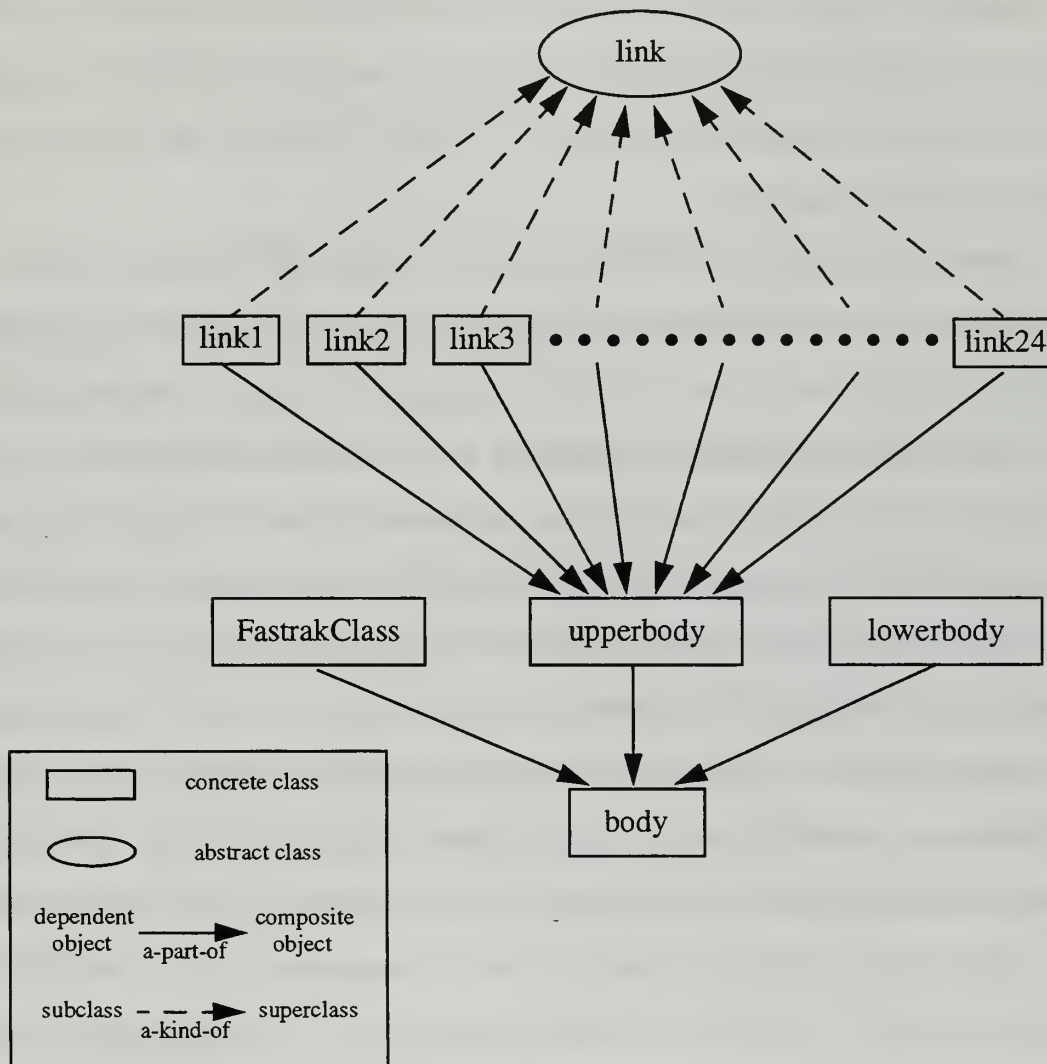 link
link1 link2 link3 link24
FastrakClass upperbody lowerbody
body
concrete class
abstract class
dependent object a-part-of composite object
subclass a-kind-of superclass